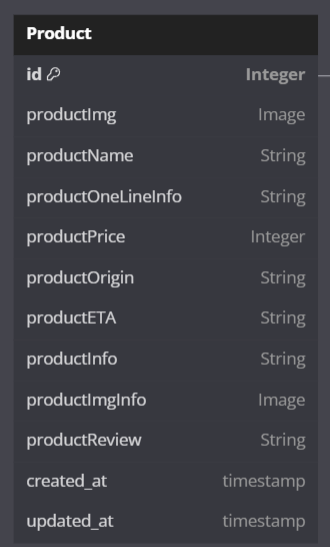 Product
id Integer
productImg Image
productName String
productOneLineInfo String
productPrice Integer
productOrigin String
productETA String
productInfo String
productImgInfo Image
productReview String
created_at timestamp
updated_at timestamp